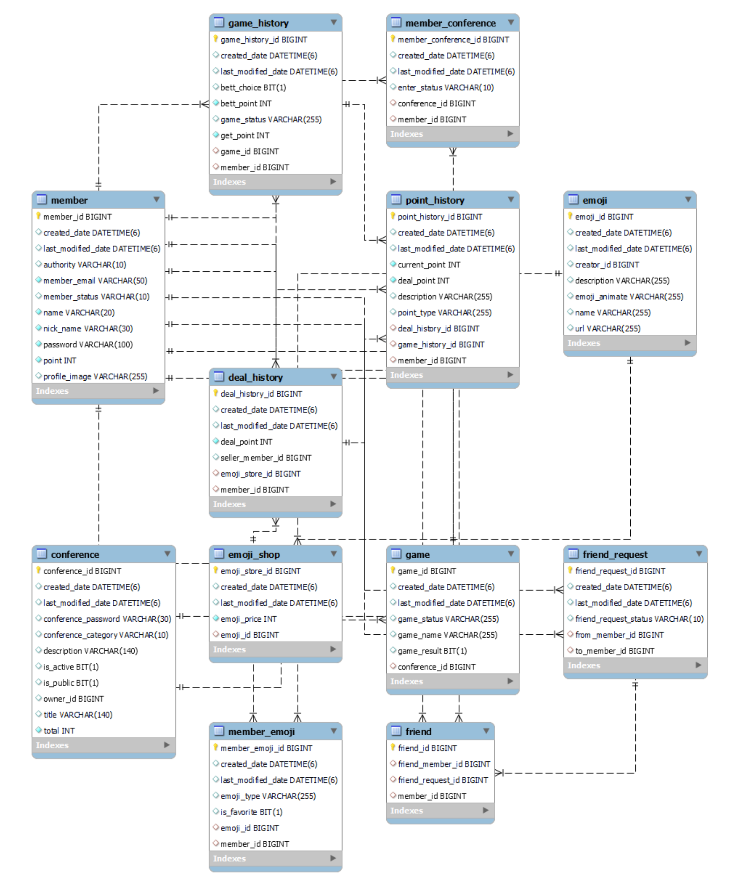 game_history
game_history_id BIGINT
created_date DATETIME(6)
last_modified_date DATETIME(6)
bett_choice BIT(1)
bett_point INT
game_status VARCHAR(255)
get_point INT
game_id BIGINT
member_id BIGINT
Indexes
member_conference
member_conference_id BIGINT
created_date DATETIME(6)
last_modified_date DATETIME(6)
enter_status VARCHAR(10)
conference_id BIGINT
member_id BIGINT
Indexes
member
member_id BIGINT
created_date DATETIME(6)
last_modified_date DATETIME(6)
authority VARCHAR(10)
member_email VARCHAR(50)
member_status VARCHAR(10)
name VARCHAR(20)
nick_name VARCHAR(30)
password VARCHAR(100)
point INT
profile_image VARCHAR(255)
Indexes
point_history
point_history_id BIGINT
created_date DATETIME(6)
last_modified_date DATETIME(6)
current_point INT
deal_point INT
description VARCHAR(255)
point_type VARCHAR(255)
deal_history_id BIGINT
game_history_id BIGINT
member_id BIGINT
Indexes
emoji
emoji_id BIGINT
created_date DATETIME(6)
last_modified_date DATETIME(6)
creator_id BIGINT
description VARCHAR(255)
emoji_animate VARCHAR(255)
name VARCHAR(255)
url VARCHAR(255)
Indexes
deal_history
deal_history_id BIGINT
created_date DATETIME(6)
last_modified_date DATETIME(6)
deal_point INT
seller_member_id BIGINT
emoji_store_id BIGINT
member_id BIGINT
Indexes
conference
conference_id BIGINT
created_date DATETIME(6)
last_modified_date DATETIME(6)
conference_password VARCHAR(30)
conference_category VARCHAR(10)
description VARCHAR(140)
is_active BIT(1)
is_public BIT(1)
owner_id BIGINT
title VARCHAR(140)
total INT
Indexes
emoji_shop
emoji_store_id BIGINT
created_date DATETIME(6)
last_modified_date DATETIME(6)
emoji_price INT
emoji_id BIGINT
Indexes
game
game_id BIGINT
created_date DATETIME(6)
last_modified_date DATETIME(6)
game_status VARCHAR(255)
game_name VARCHAR(255)
game_result BIT(1)
conference_id BIGINT
Indexes
friend_request
friend_request_id BIGINT
created_date DATETIME(6)
last_modified_date DATETIME(6)
friend_request_status VARCHAR(10)
from_member_id BIGINT
to_member_id BIGINT
Indexes
member_emoji
member_emoji_id BIGINT
created_date DATETIME(6)
last_modified_date DATETIME(6)
emoji_type VARCHAR(255)
is_favorite BIT(1)
emoji_id BIGINT
member_id BIGINT
Indexes
friend
friend_id BIGINT
friend_member_id BIGINT
friend_request_id BIGINT
member_id BIGINT
Indexes